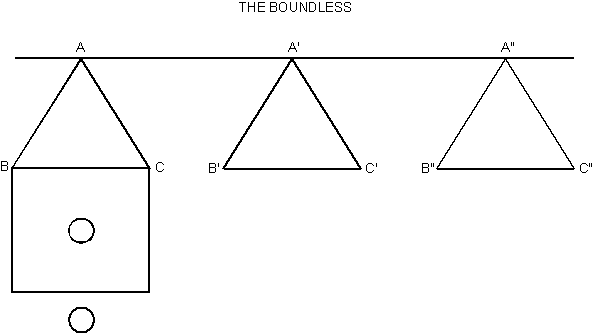 THE BOUNDLESS
A A' A"
B C B' C' B" C"